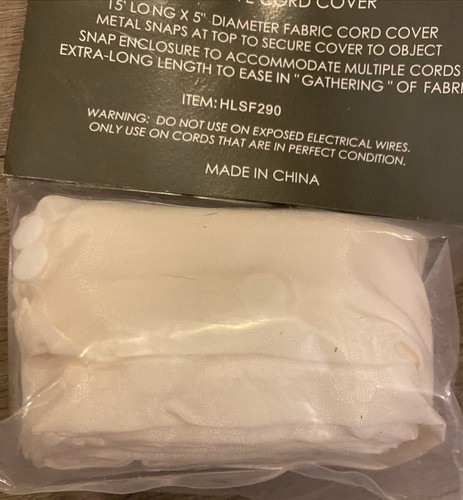 CORD COVER
15' LONG X 5" DIAMETER FABRIC CORD COVER
METAL SNAPS AT TOP TO SECURE COVER TO OBJECT
SNAP ENCLOSURE TO ACCOMMODATE MULTIPLE CORDS
EXTRA-LONG LENGTH TO EASE IN "GATHERING" OF
ITEM: HLSF290
WARNING: DO NOT USE ON EXPOSED ELECTRICAL WIRES.
ONLY USE ON CORDS THAT ARE IN PERFECT CONDITION.
MADE IN CHINA